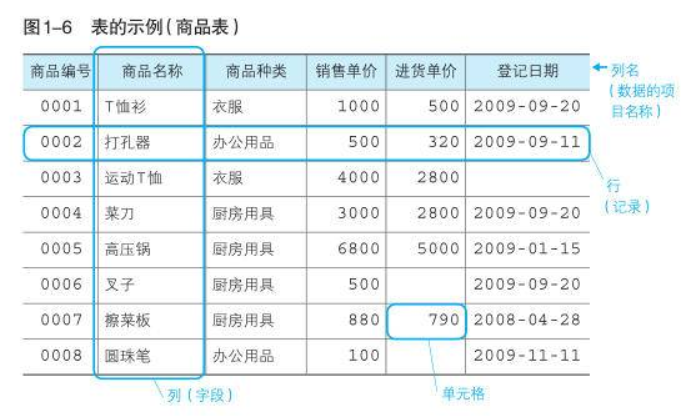 图1-6 表的示例（商品表）
商品编号 商品名称 商品种类 销售单价 进货单价 登记日期
列名
（数据的项
目名称）
0001 T恤衫 衣服 1000 500 2009-09-20
0002 打孔器 办公用品 500 320 2009-09-11
0003 运动T恤 衣服 4000 2800
行
（记录）
0004 菜刀 厨房用具 3000 2800 2009-09-20
0005 高压锅 厨房用具 6800 5000 2009-01-15
0006 叉子 厨房用具 500 2009-09-20
0007 擦菜板 厨房用具 880 790 2008-04-28
0008 圆珠笔 办公用品 100 2009-11-11
列（字段）
单元格